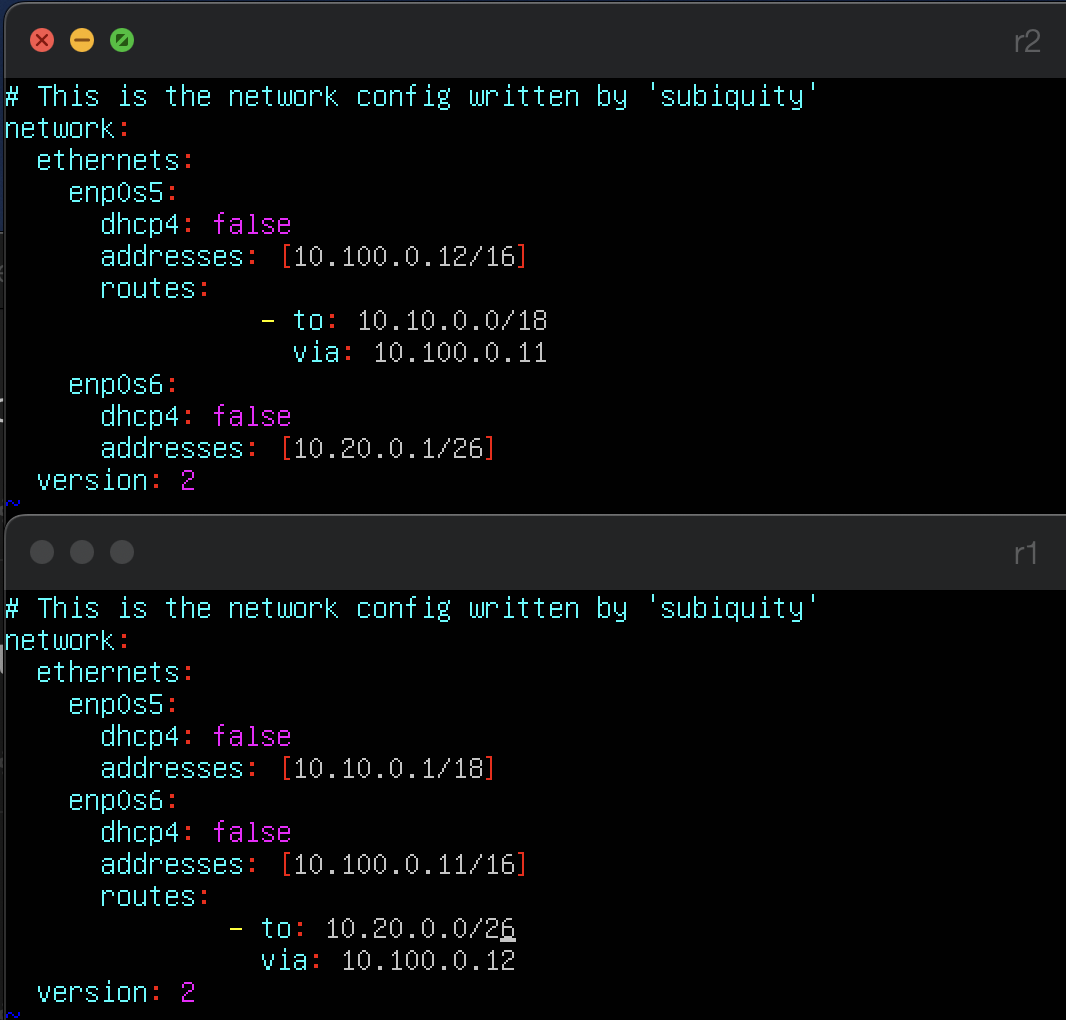 r2
# This is the network config written by 'subiquity'
network:
  ethernets:
    enp0s5:
      dhcp4: false
      addresses: [10.100.0.12/16]
      routes:
                - to: 10.10.0.0/18
                  via: 10.100.0.11
    enp0s6:
      dhcp4: false
      addresses: [10.20.0.1/26]
  version: 2
~
r1
# This is the network config written by 'subiquity'
network:
  ethernets:
    enp0s5:
      dhcp4: false
      addresses: [10.10.0.1/18]
    enp0s6:
      dhcp4: false
      addresses: [10.100.0.11/16]
      routes:
              - to: 10.20.0.0/26
                via: 10.100.0.12
  version: 2
~